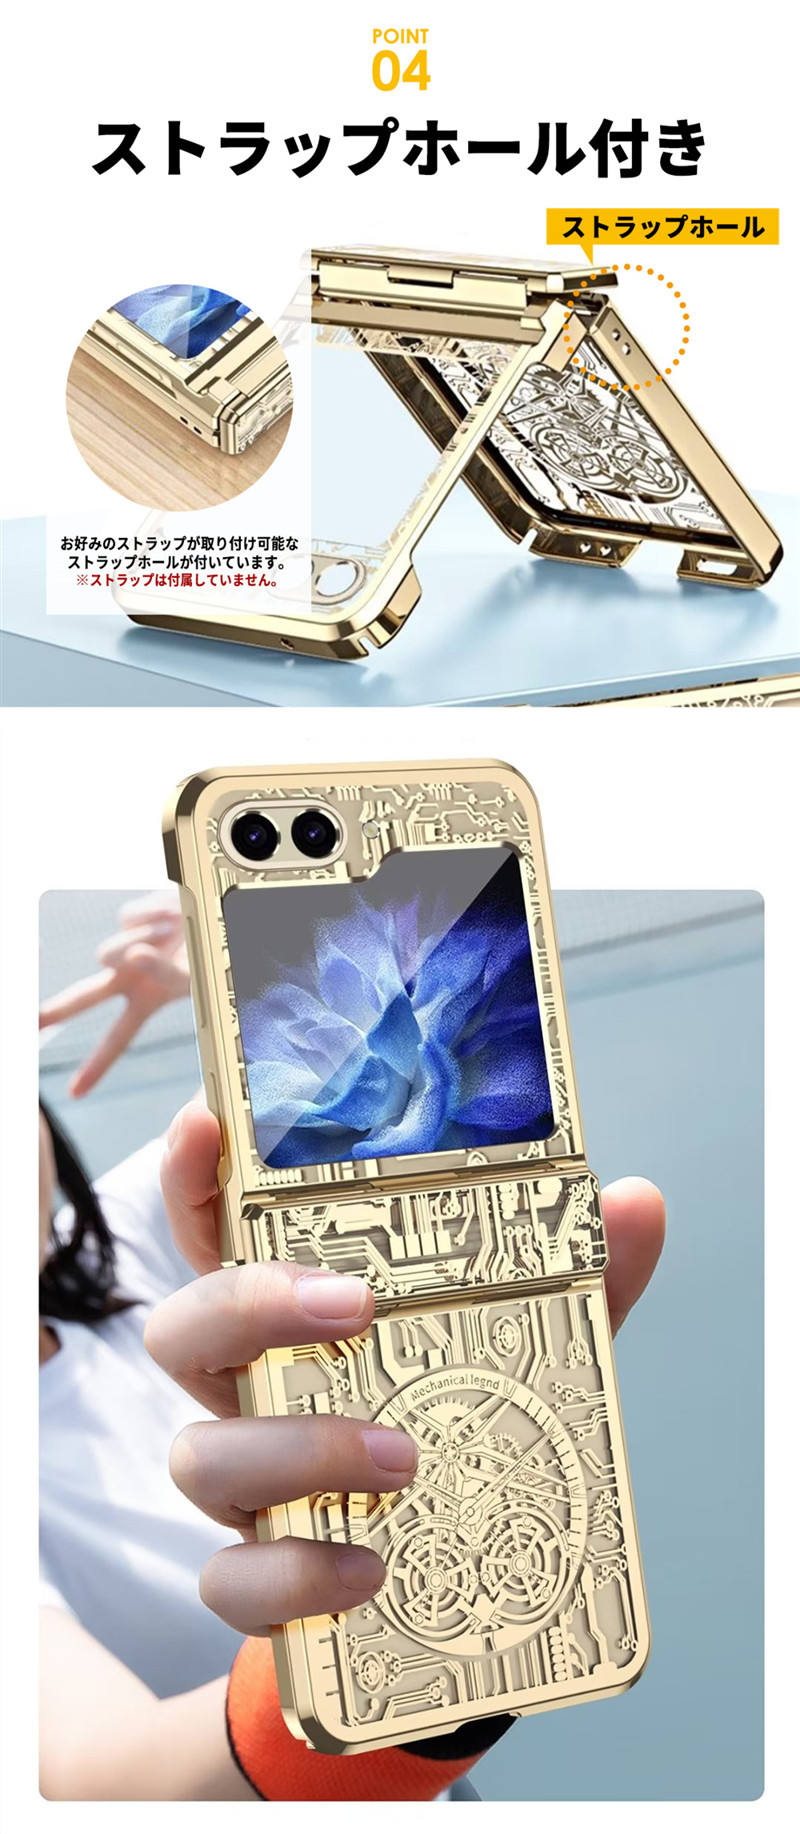 POINT
04
ストラップホール付き
ストラップホール
お好みのストラップが取り付け可能な
ストラップホールが付いています。
※ストラップは付属していません。
Mechanical legnd